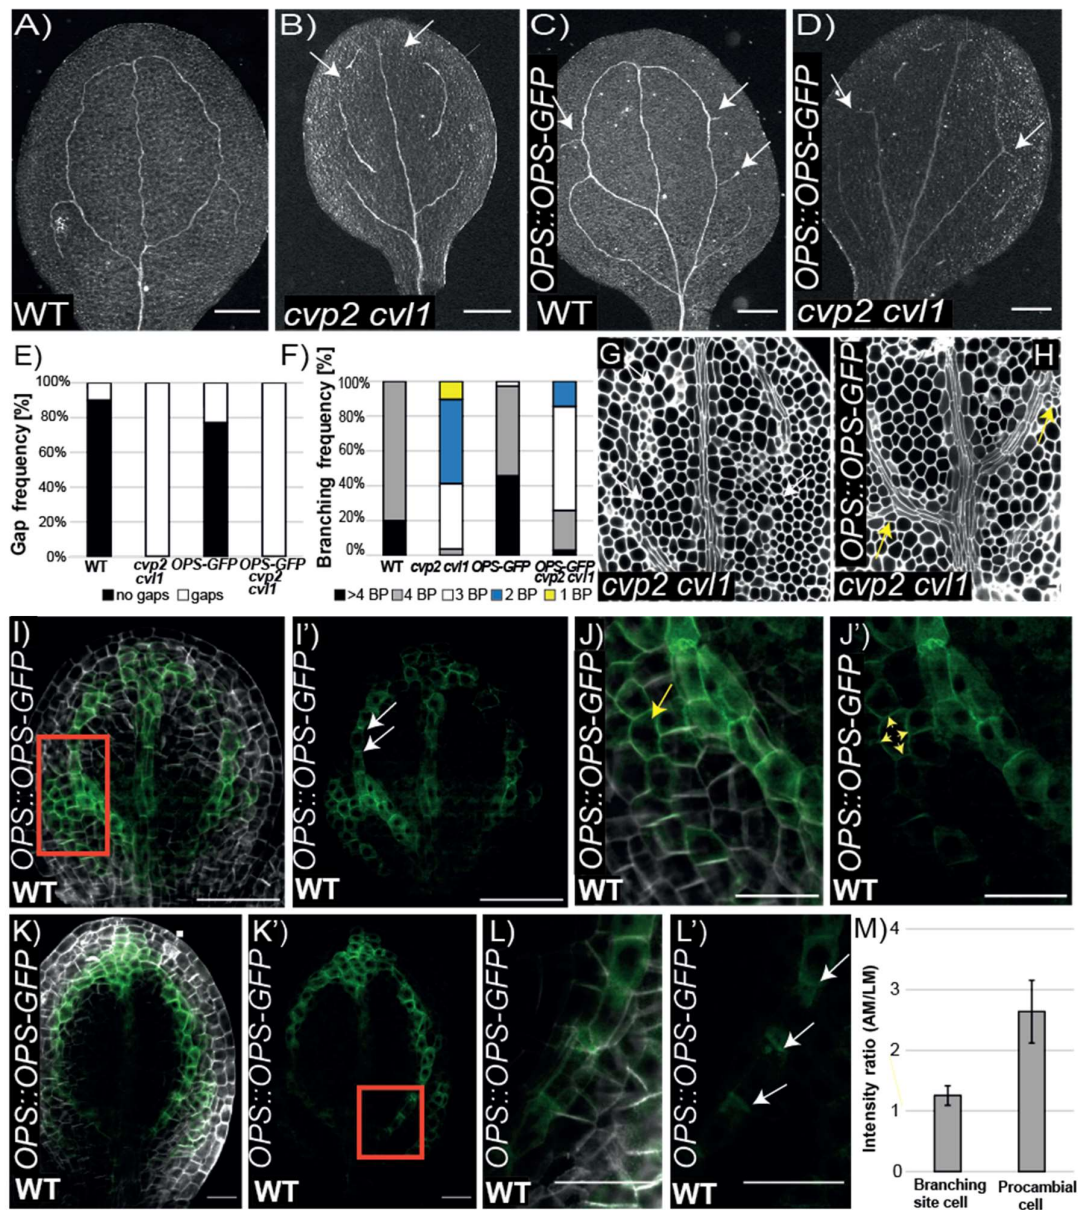 A)
WT
B)
cvp2 cvl1
C)
OPS::OPS-GFP
WT
D)
OPS::OPS-GFP
cvp2 cvl1
E)
Gap frequency [%]
100%
80%
60%
40%
20%
0%
WT
cvp2 cvl1
OPS-GFP
OPS-GFP cvp2 cvl1
no gaps
gaps
F)
Branching frequency [%]
100%
80%
60%
40%
20%
0%
WT
cvp2 cvl1
OPS-GFP
OPS-GFP cvp2 cvl1
>4 BP
4 BP
3 BP
2 BP
1 BP
G
cvp2 cvl1
H
OPS::OPS-GFP
cvp2 cvl1
I)
OPS::OPS-GFP
WT
I')
OPS::OPS-GFP
WT
J)
OPS::OPS-GFP
WT
J')
OPS::OPS-GFP
WT
K)
OPS::OPS-GFP
WT
K')
OPS::OPS-GFP
WT
L)
OPS::OPS-GFP
WT
L')
OPS::OPS-GFP
WT
M)
Intensity ratio (AM/LM)
4
3
2
1
0
Branching site cell
Procambial cell